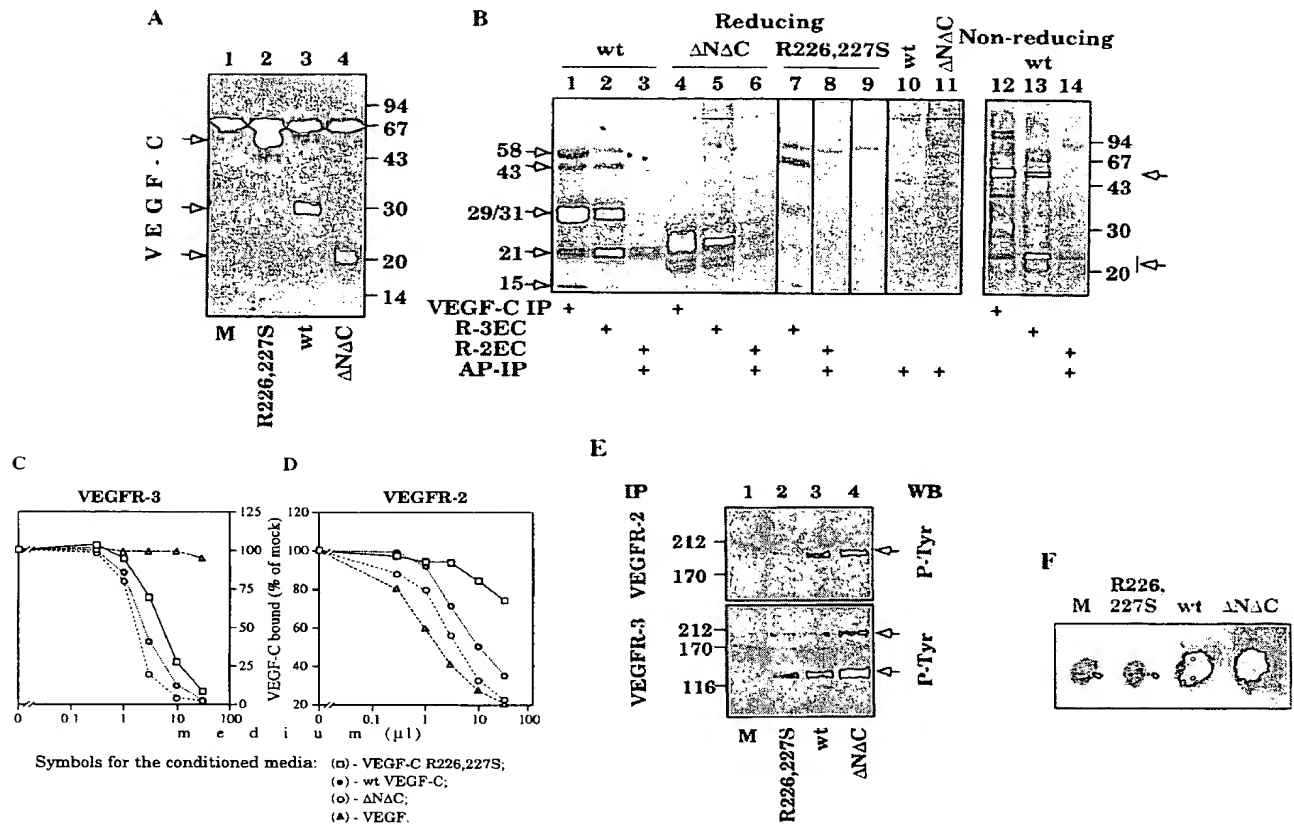 A
1 2 3 4
94
67
43
30
20
14
VEGF-C
M R226,227S wt ΔNΔC
B
Reducing
wt ΔNΔC R226,227S wt ΔNΔC
Non-reducing
wt
1 2 3 4 5 6 7 8 9 10 11 12 13 14
58
43
29/31
21
15
94
67
43
30
20
VEGF-C IP + + +
R-3EC + + + +
R-2EC + + + +
AP-IP + + + + + +
C
VEGFR-3
125
100
75
50
25
0
0 0.1 1 10 100
D
VEGFR-2
VEGF-C bound (% of mock)
120
100
80
60
40
20
0 0.1 1 10 100
medium (µl)
Symbols for the conditioned media: (□) - VEGF-C R226,227S;
(●) - wt VEGF-C;
(○) - ΔNΔC;
(▲) - VEGF.
E
IP 1 2 3 4 WB
VEGFR-2
212
170
P-Tyr
VEGFR-3
212
170
116
P-Tyr
M R226,227S wt ΔNΔC
F
R226,
M 227S wt ΔNΔC